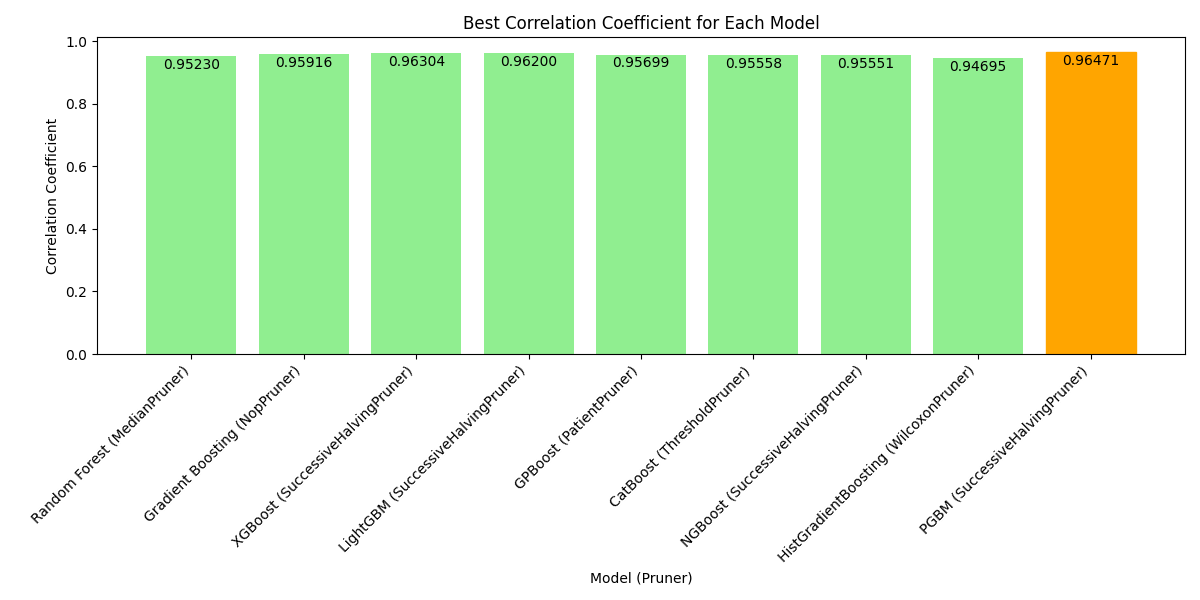 Best Correlation Coefficient for Each Model
Correlation Coefficient
1.0
0.8
0.6
0.4
0.2
0.0
0.95230
0.95916
0.96304
0.96200
0.95699
0.95558
0.95551
0.94695
0.96471
Random Forest (MedianPruner)
Gradient Boosting (NopPruner)
XGBoost (SuccessiveHalvingPruner)
LightGBM (SuccessiveHalvingPruner)
GPBoost (PatientPruner)
CatBoost (ThresholdPruner)
NGBoost (SuccessiveHalvingPruner)
HistGradientBoosting (WilcoxonPruner)
PGBM (SuccessiveHalvingPruner)
Model (Pruner)